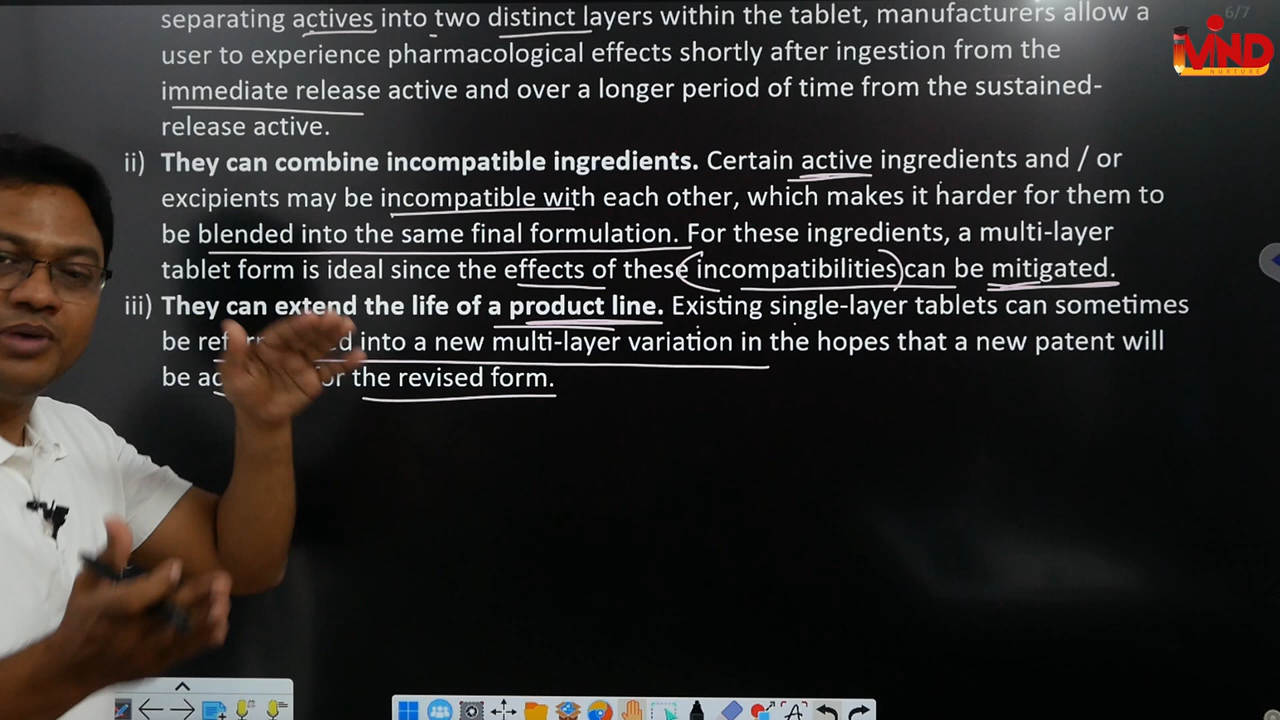 separating actives into two distinct layers within the tablet, manufacturers allow a
6/7
user to experience pharmacological effects shortly after ingestion from the
immediate release active and over a longer period of time from the sustained-
release active.
MIND
NURTURE
ii) They can combine incompatible ingredients. Certain active ingredients and / or
excipients may be incompatible with each other, which makes it harder for them to
be blended into the same final formulation. For these ingredients, a multi-layer
tablet form is ideal since the effects of these incompatibilities can be mitigated.
iii) They can extend the life of a product line. Existing single-layer tablets can sometimes
be into a new multi-layer variation in the hopes that a new patent will
be the revised form.